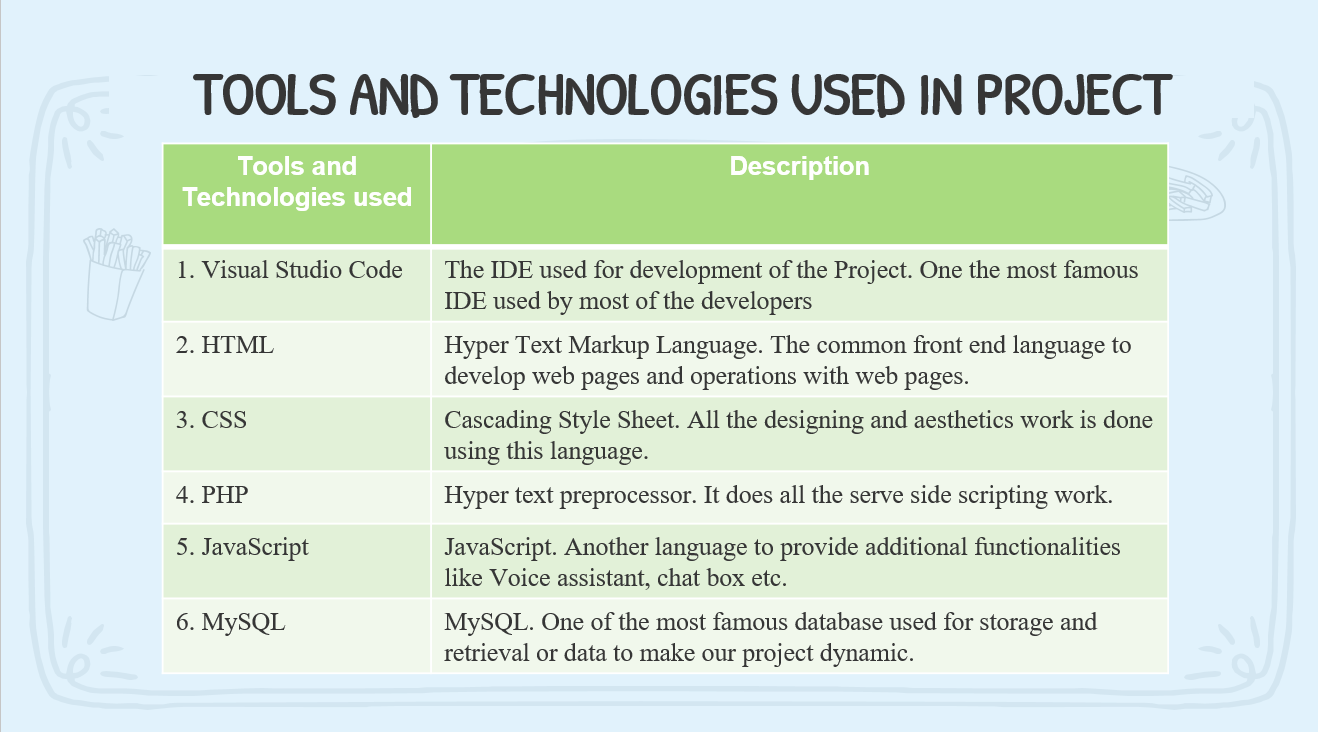 TOOLS AND TECHNOLOGIES USED IN PROJECT
Tools and
Technologies used
Description
1. Visual Studio Code
The IDE used for development of the Project. One the most famous
IDE used by most of the developers
2. HTML
Hyper Text Markup Language. The common front end language to
develop web pages and operations with web pages.
3. CSS
Cascading Style Sheet. All the designing and aesthetics work is done
using this language.
4. PHP
Hyper text preprocessor. It does all the serve side scripting work.
5. JavaScript
JavaScript. Another language to provide additional functionalities
like Voice assistant, chat box etc.
6. MySQL
MySQL. One of the most famous database used for storage and
retrieval or data to make our project dynamic.